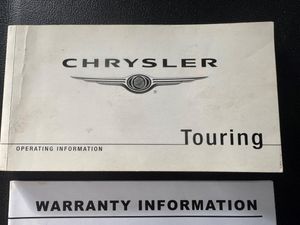 CHRYSLER
Touring
OPERATING INFORMATION
WARRANTY INFORMATION